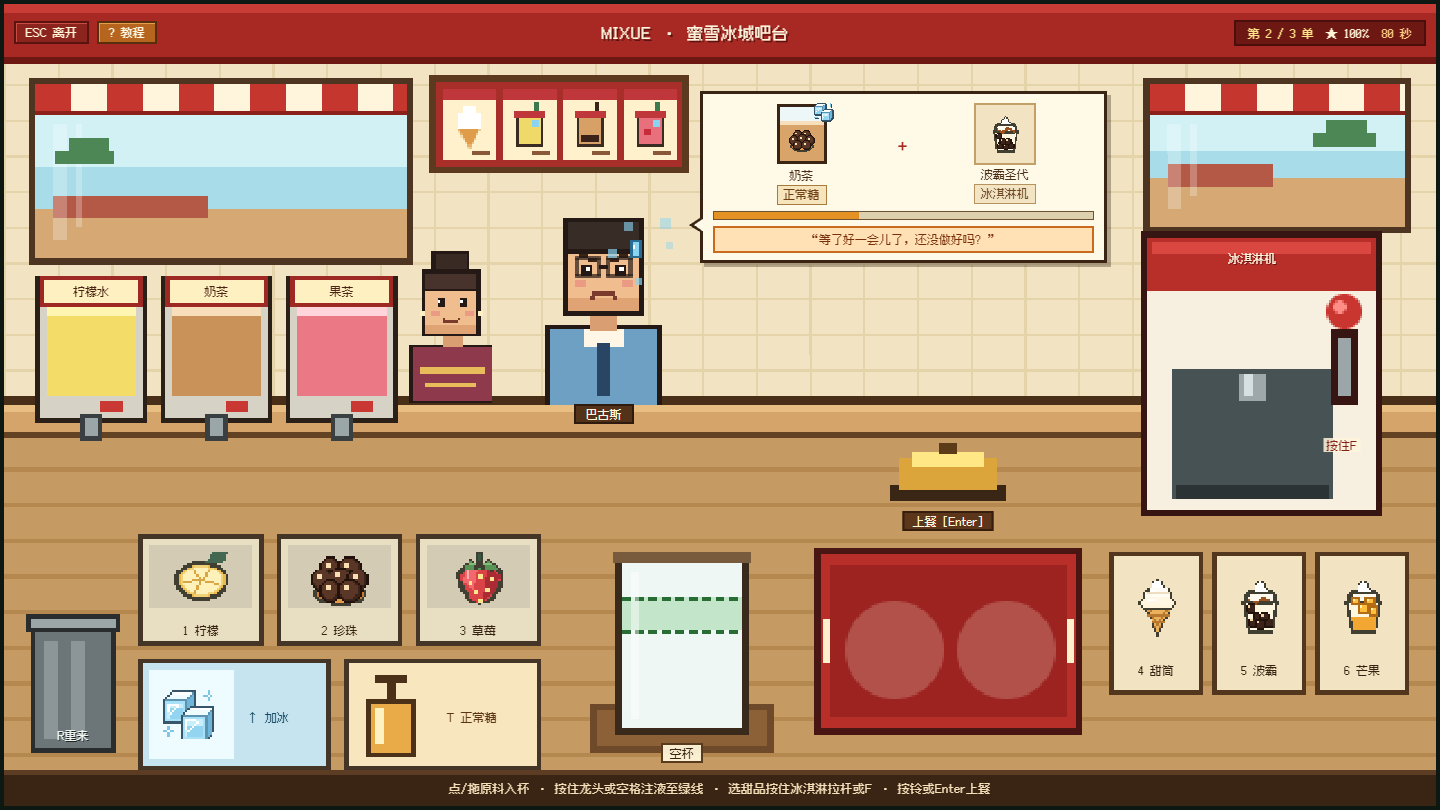 ESC 离开
? 教程
MIXUE · 蜜雪冰城吧台
第 2 / 3 单 ★ 100% 80 秒
奶茶
正常糖
+
波霸圣代
冰淇淋机
“等了好一会儿了，还没做好吗？”
柠檬水
奶茶
果茶
巴古斯
冰淇淋机
按住F
上餐 [Enter]
1 柠檬
2 珍珠
3 草莓
4 甜筒
5 波霸
6 芒果
R重来
↑ 加冰
T 正常糖
空杯
点/拖原料入杯 · 按住龙头或空格注液至绿线 · 选甜品按住冰淇淋拉杆或F · 按铃或Enter上餐